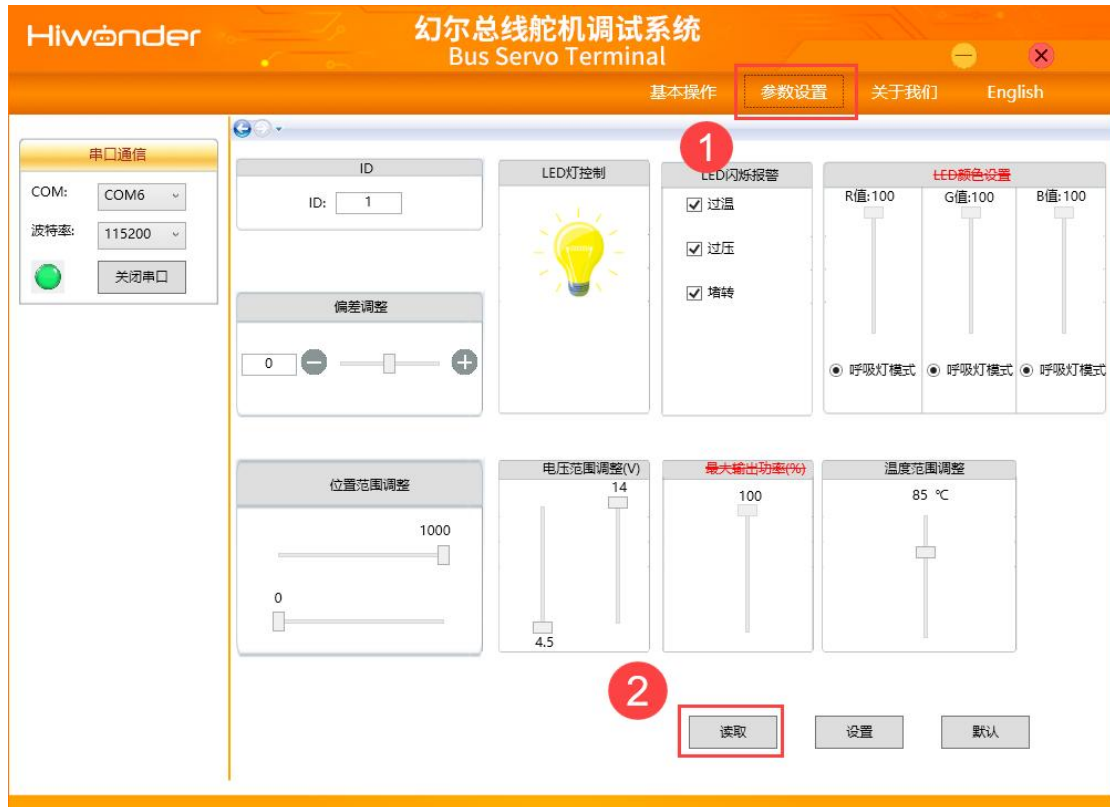 Hiwonder
幻尔总线舵机调试系统
Bus Servo Terminal
基本操作 参数设置 关于我们 English
1
串口通信
COM: COM6
波特率: 115200
关闭串口
ID
ID: 1
偏差调整
0
LED灯控制
LED闪烁报警
过温
过压
堵转
LED颜色设置
R值:100 G值:100 B值:100
呼吸灯模式 呼吸灯模式 呼吸灯模式
位置范围调整
1000
0
电压范围调整(V)
14
4.5
最大输出功率(%)
100
温度范围调整
85 ℃
2
读取 设置 默认